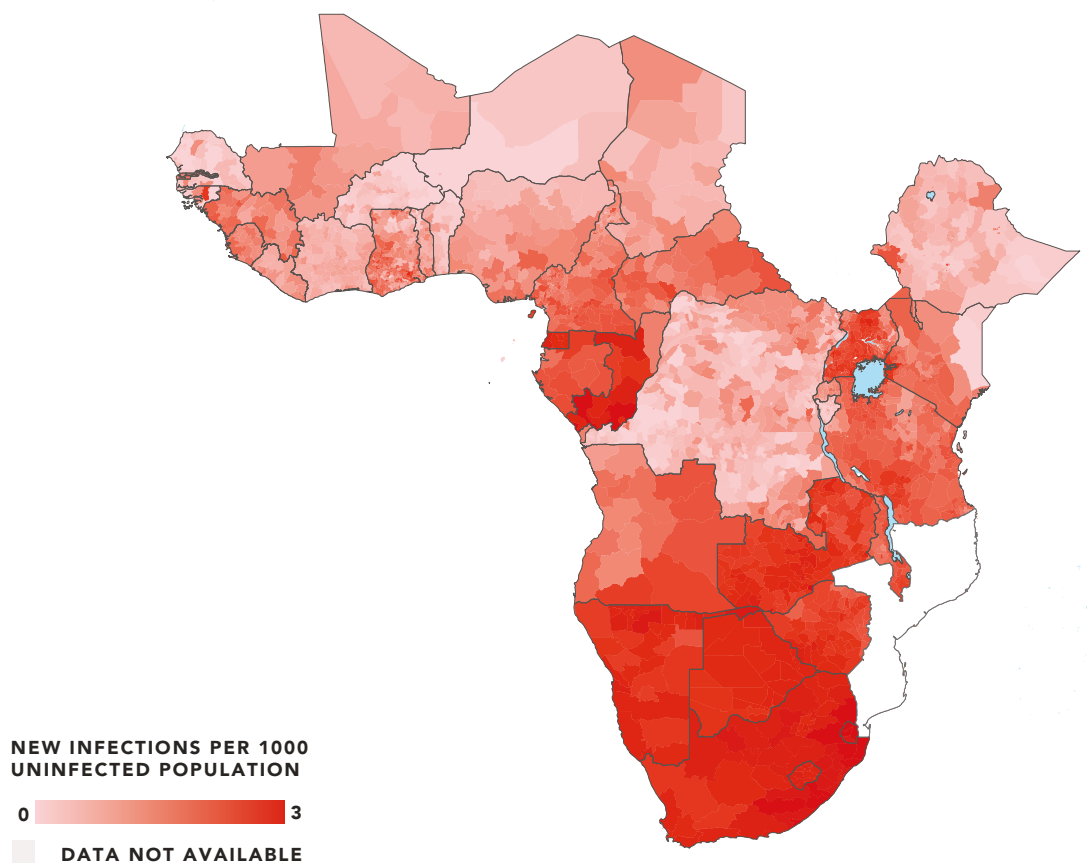 NEW INFECTIONS PER 1000
UNINFECTED POPULATION
0 3
DATA NOT AVAILABLE